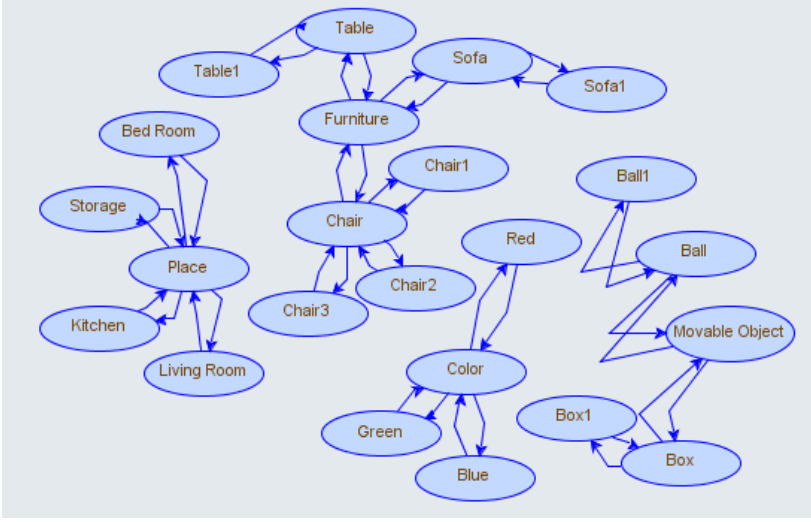 Table
Table1
Sofa
Sofa1
Furniture
Bed Room
Chair1
Ball1
Storage
Chair
Red
Ball
Place
Chair2
Chair3
Kitchen
Movable Object
Living Room
Color
Box1
Green
Box
Blue